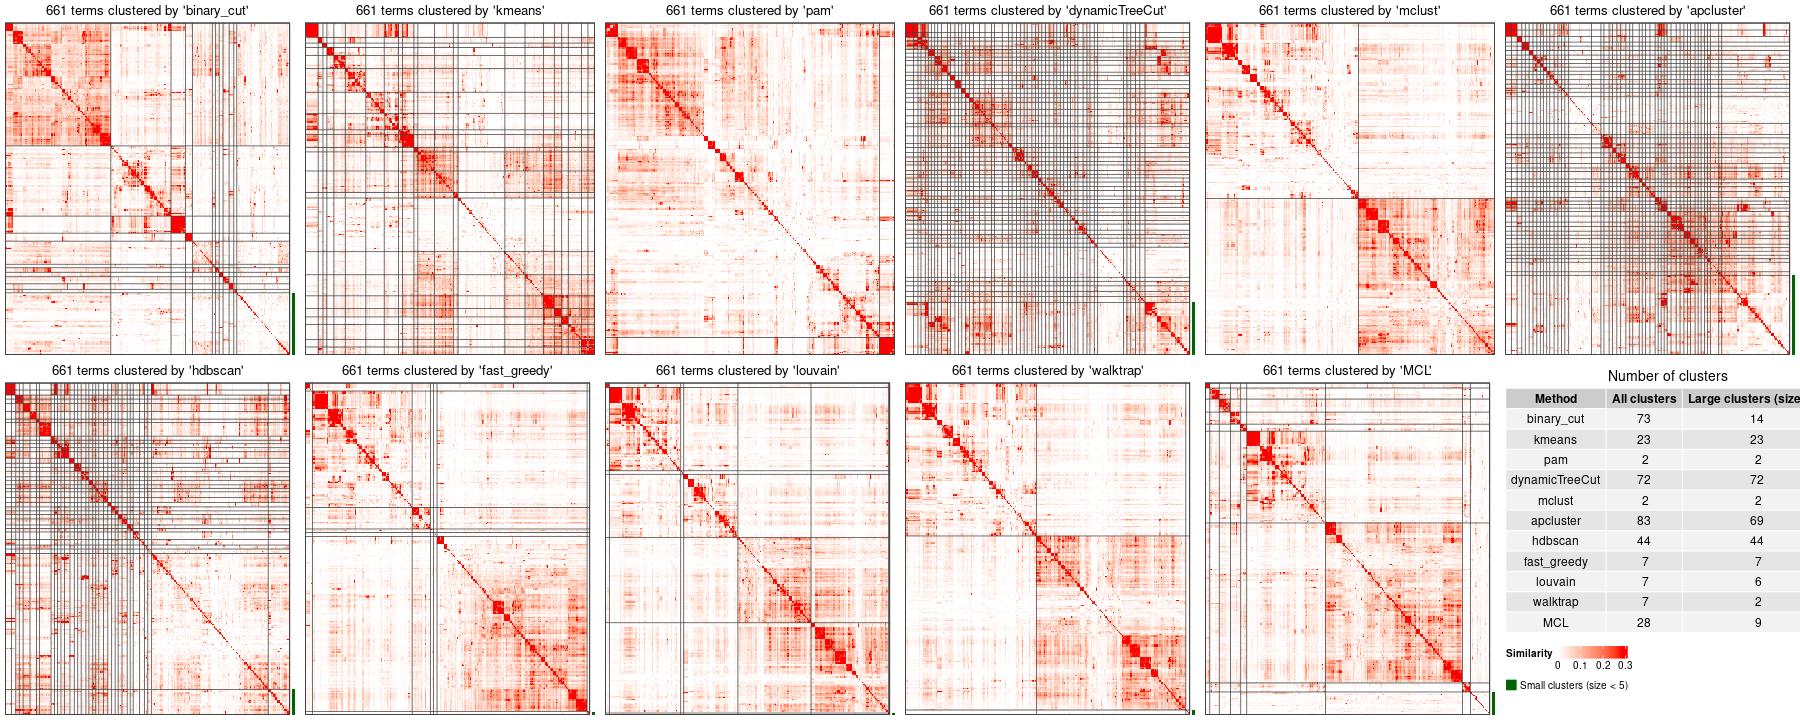 661 terms clustered by 'binary_cut'
661 terms clustered by 'kmeans'
661 terms clustered by 'pam'
661 terms clustered by 'dynamicTreeCut'
661 terms clustered by 'mclust'
661 terms clustered by 'apcluster'
661 terms clustered by 'hdbscan'
661 terms clustered by 'fast_greedy'
661 terms clustered by 'louvain'
661 terms clustered by 'walktrap'
661 terms clustered by 'MCL'
Number of clusters
Method All clusters Large clusters (size
binary_cut 73 14
kmeans 23 23
pam 2 2
dynamicTreeCut 72 72
mclust 2 2
apcluster 83 69
hdbscan 44 44
fast_greedy 7 7
louvain 7 6
walktrap 7 2
MCL 28 9
Similarity
0 0.1 0.2 0.3
Small clusters (size < 5)